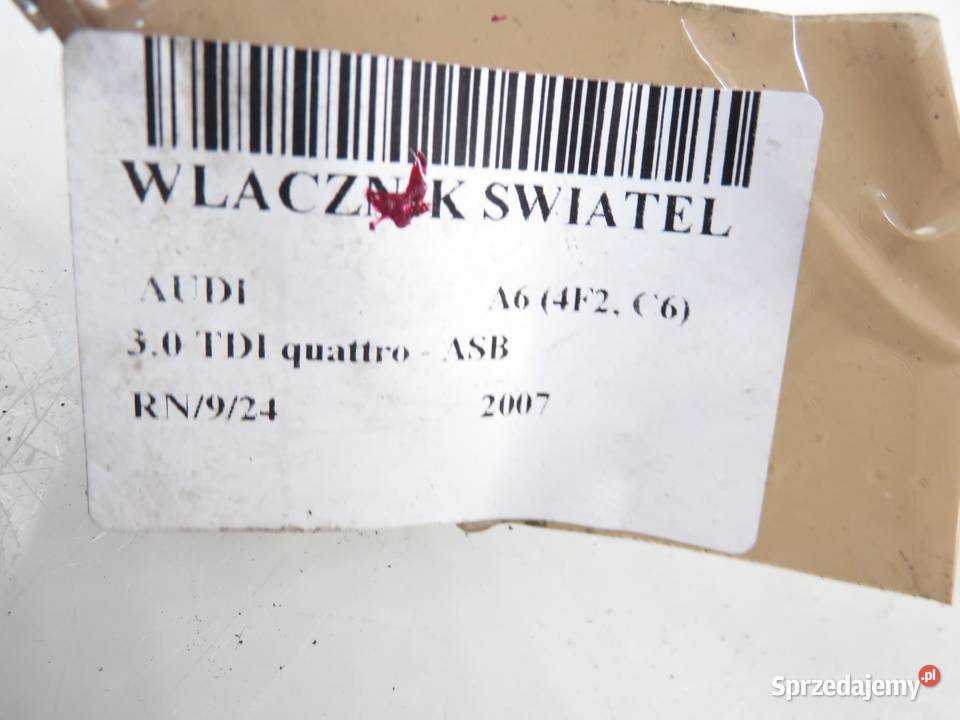 WLACZNIK SWIATEL
AUDI A6 (4F2, C6)
3.0 TDI quattro - ASB
RN/9/24 2007
Sprzedajemy.pl